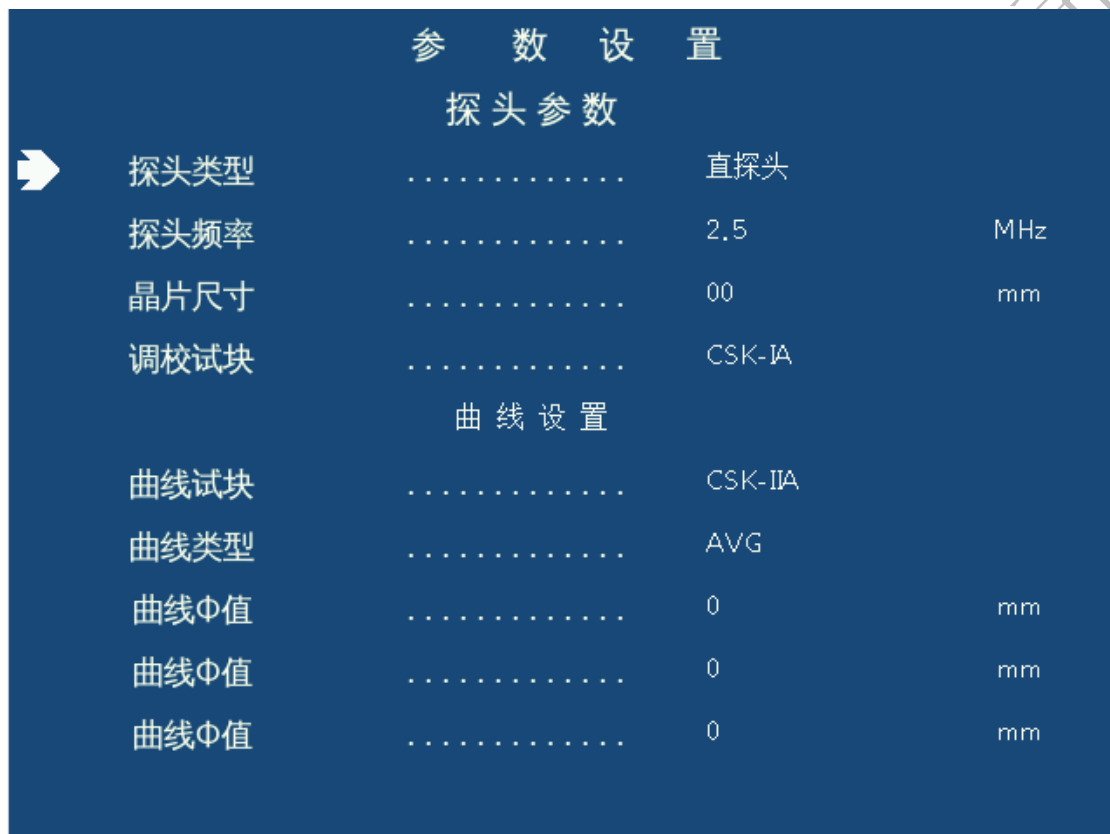 参 数 设 置
探 头 参 数
探头类型 ............. 直探头
探头频率 ............. 2.5 MHz
晶片尺寸 ............. 00 mm
调校试块 ............. CSK-IA
曲 线 设 置
曲线试块 ............. CSK-IIA
曲线类型 ............. AVG
曲线Φ值 ............. 0 mm
曲线Φ值 ............. 0 mm
曲线Φ值 ............. 0 mm